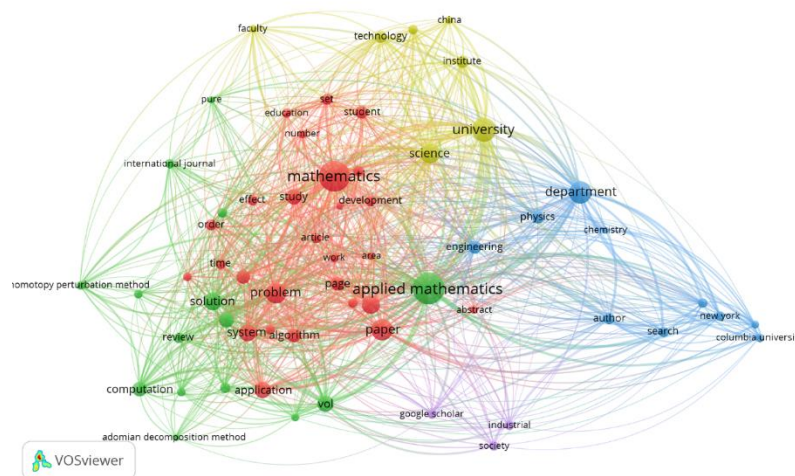 china
faculty
technology
institute
pure
set
education
student
university
number
science
international journal
mathematics
department
effect
study
development
physics
order
chemistry
article
engineering
time
work
area
homotopy perturbation method
page
applied mathematics
solution
problem
abstract
new york
author
paper
search
system
algorithm
review
columbia universi
computation
application
vol
google scholar
industrial
adomian decomposition method
society
VOSviewer